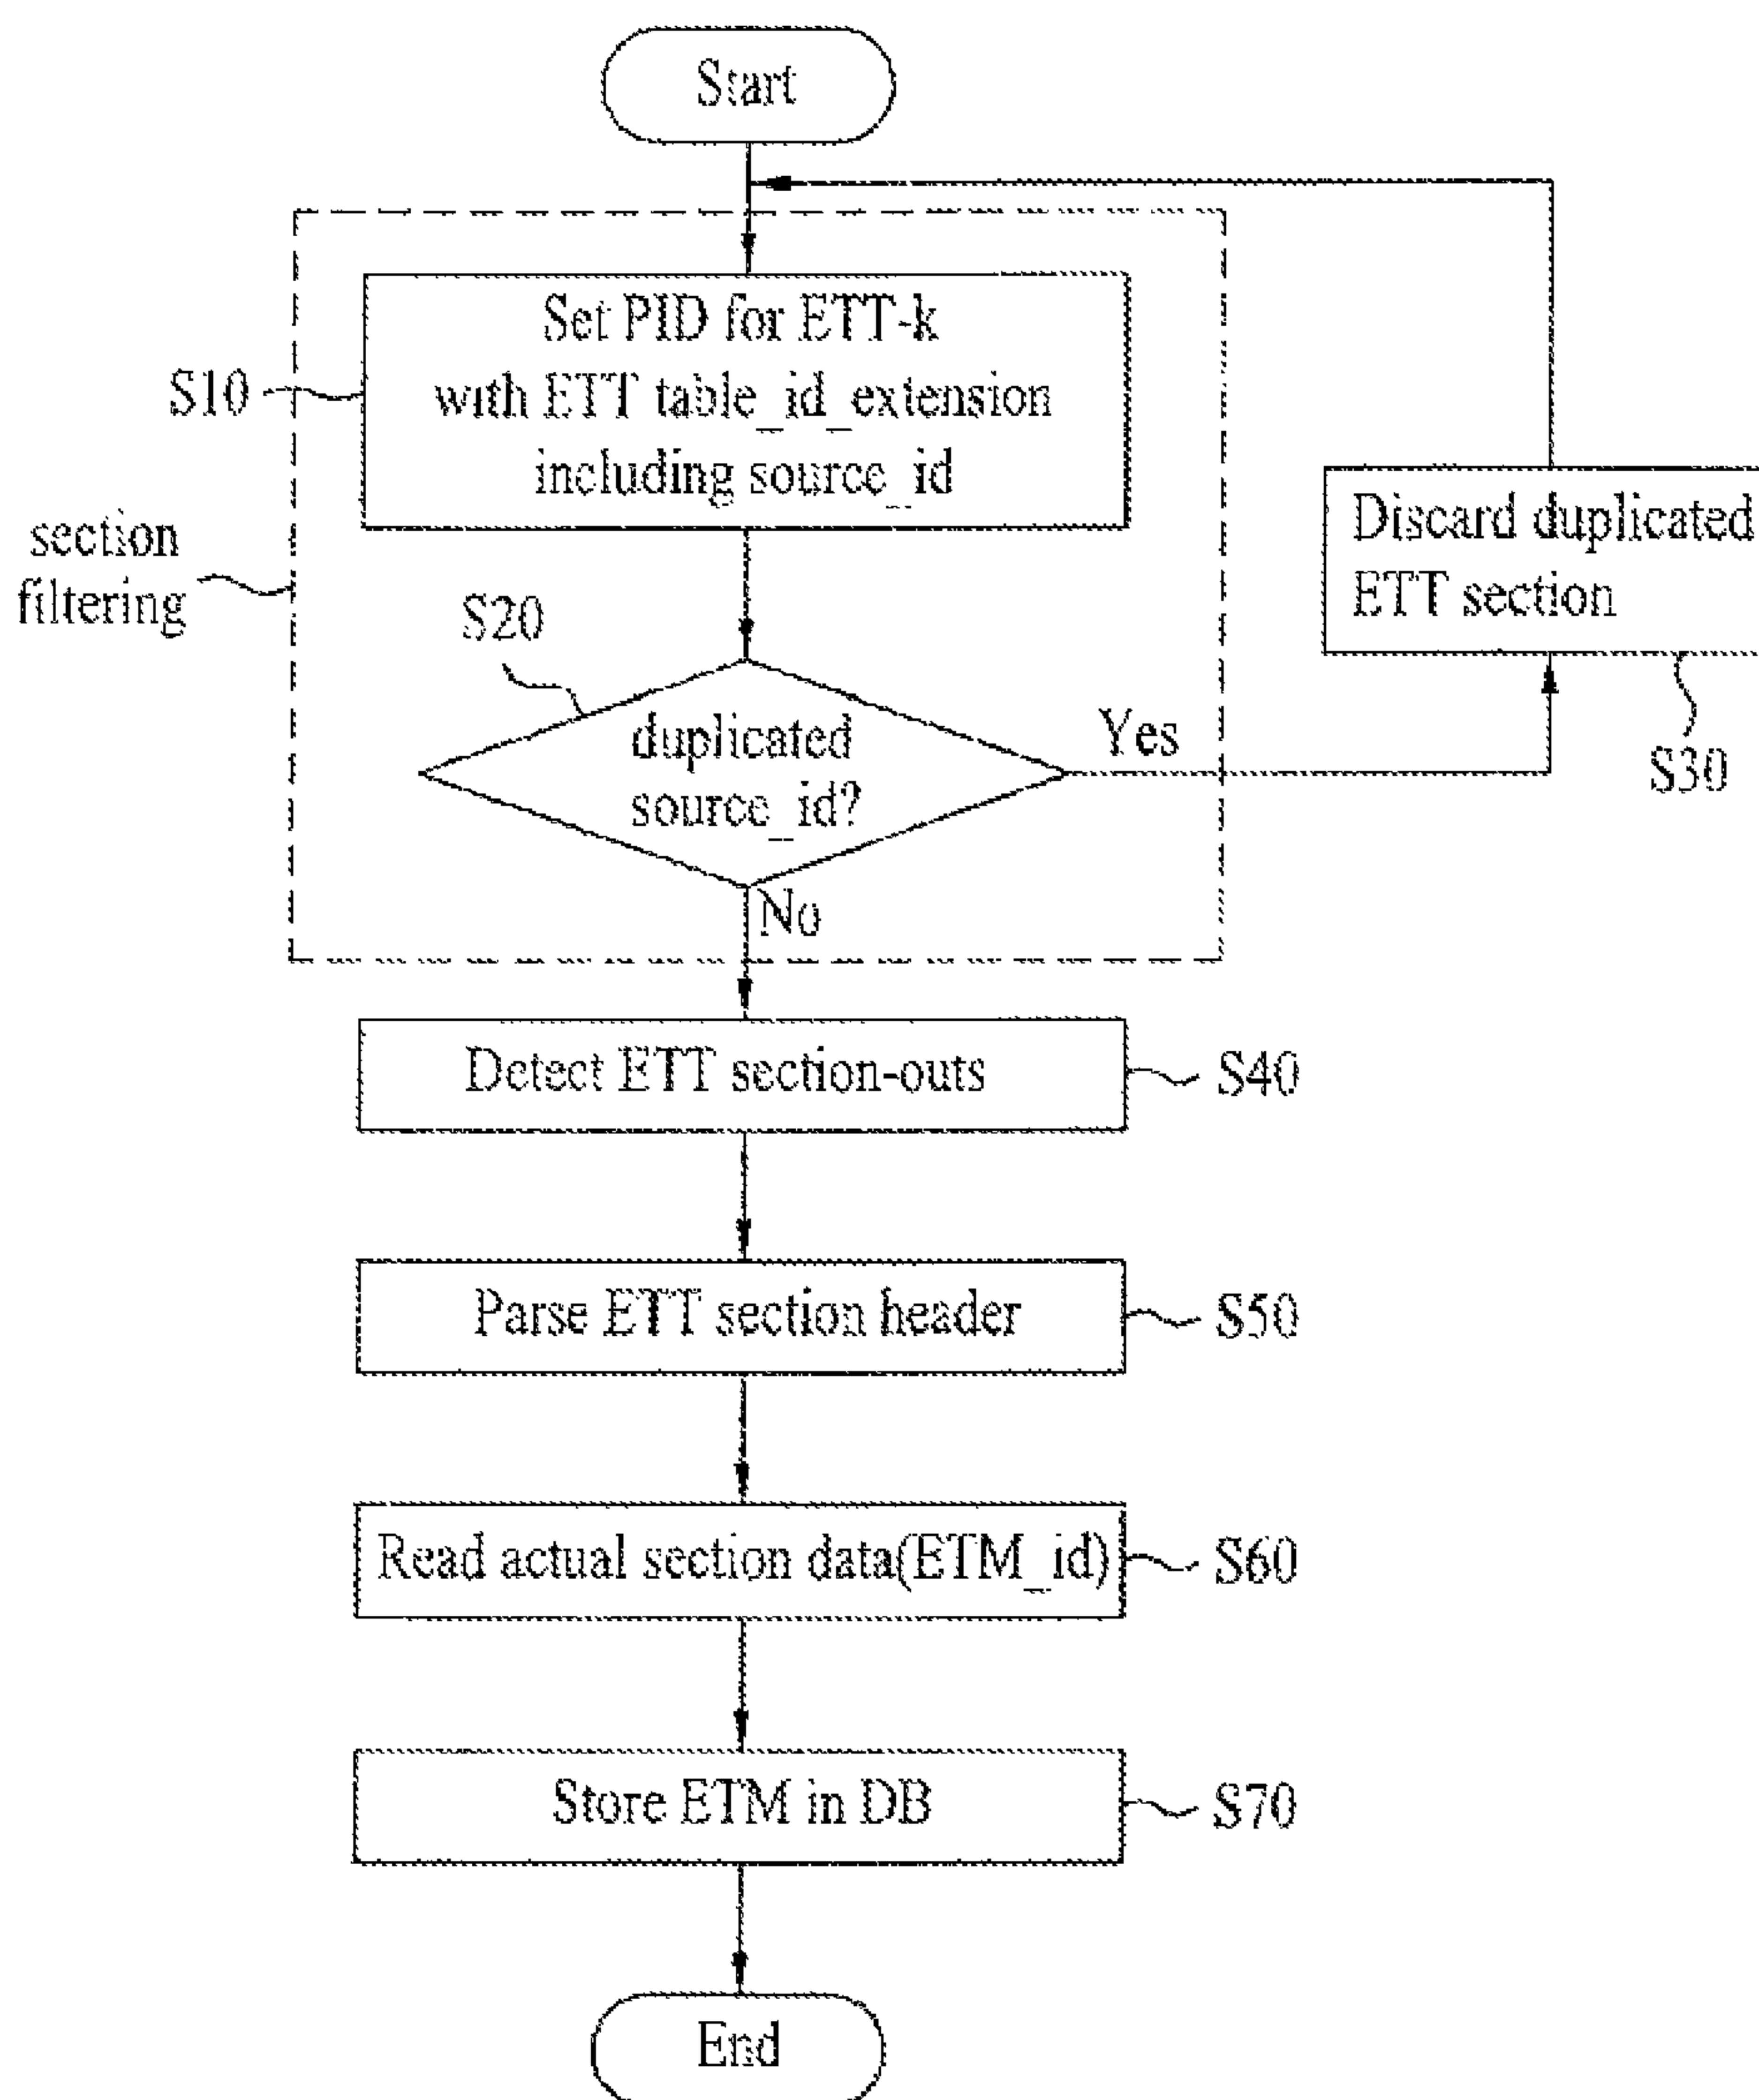 Start
Set PID for ETT-k
with ETT table_id_extension
including source_id
S10
section
filtering
Discard duplicated
ETT section
S30
S20
duplicated
source_id?
Yes
No
Detect ETT section-outs
S40
Parse ETT section header
S50
Read actual section data(ETM_id)
S60
Store ETM in DB
S70
End